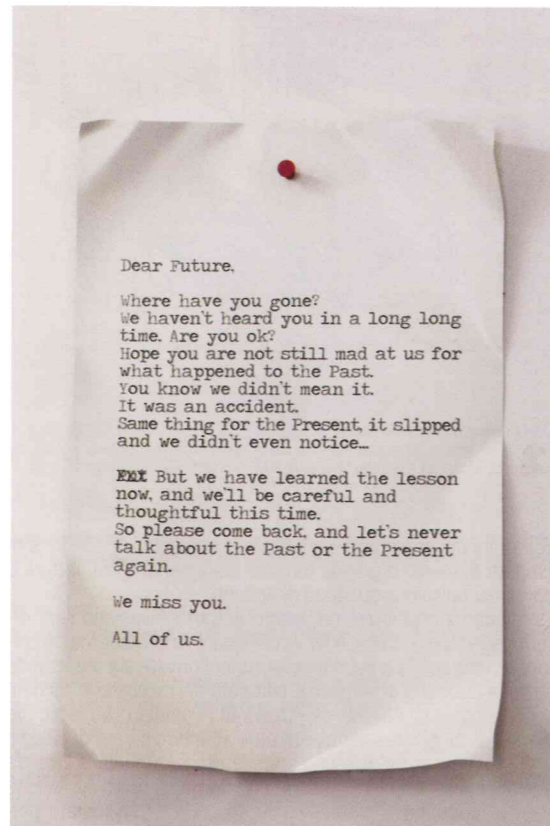 Dear Future,
Where have you gone?
We haven't heard you in a long long
time. Are you ok?
Hope you are not still mad at us for
what happened to the Past.
You know we didn't mean it.
It was an accident.
Same thing for the Present, it slipped
and we didn't even notice...
But we have learned the lesson
now, and we'll be careful and
thoughtful this time.
So please come back, and let's never
talk about the Past or the Present
again.
We miss you.
All of us.